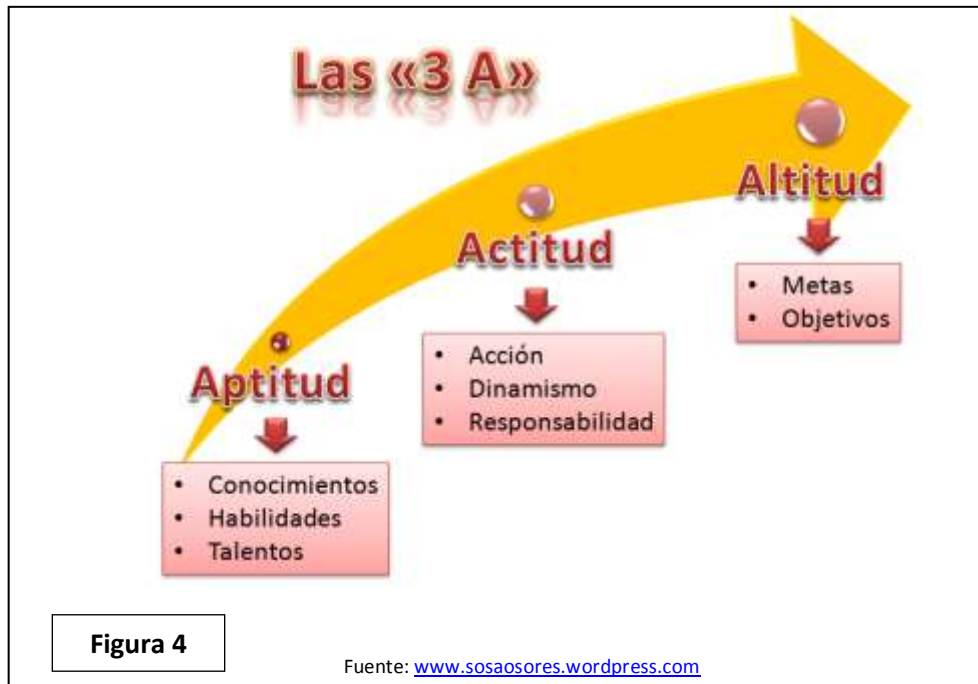 Las «3 A»
Aptitud
• Conocimientos
• Habilidades
• Talentos
Actitud
• Acción
• Dinamismo
• Responsabilidad
Altitud
• Metas
• Objetivos
Figura 4
Fuente: www.sosaosores.wordpress.com